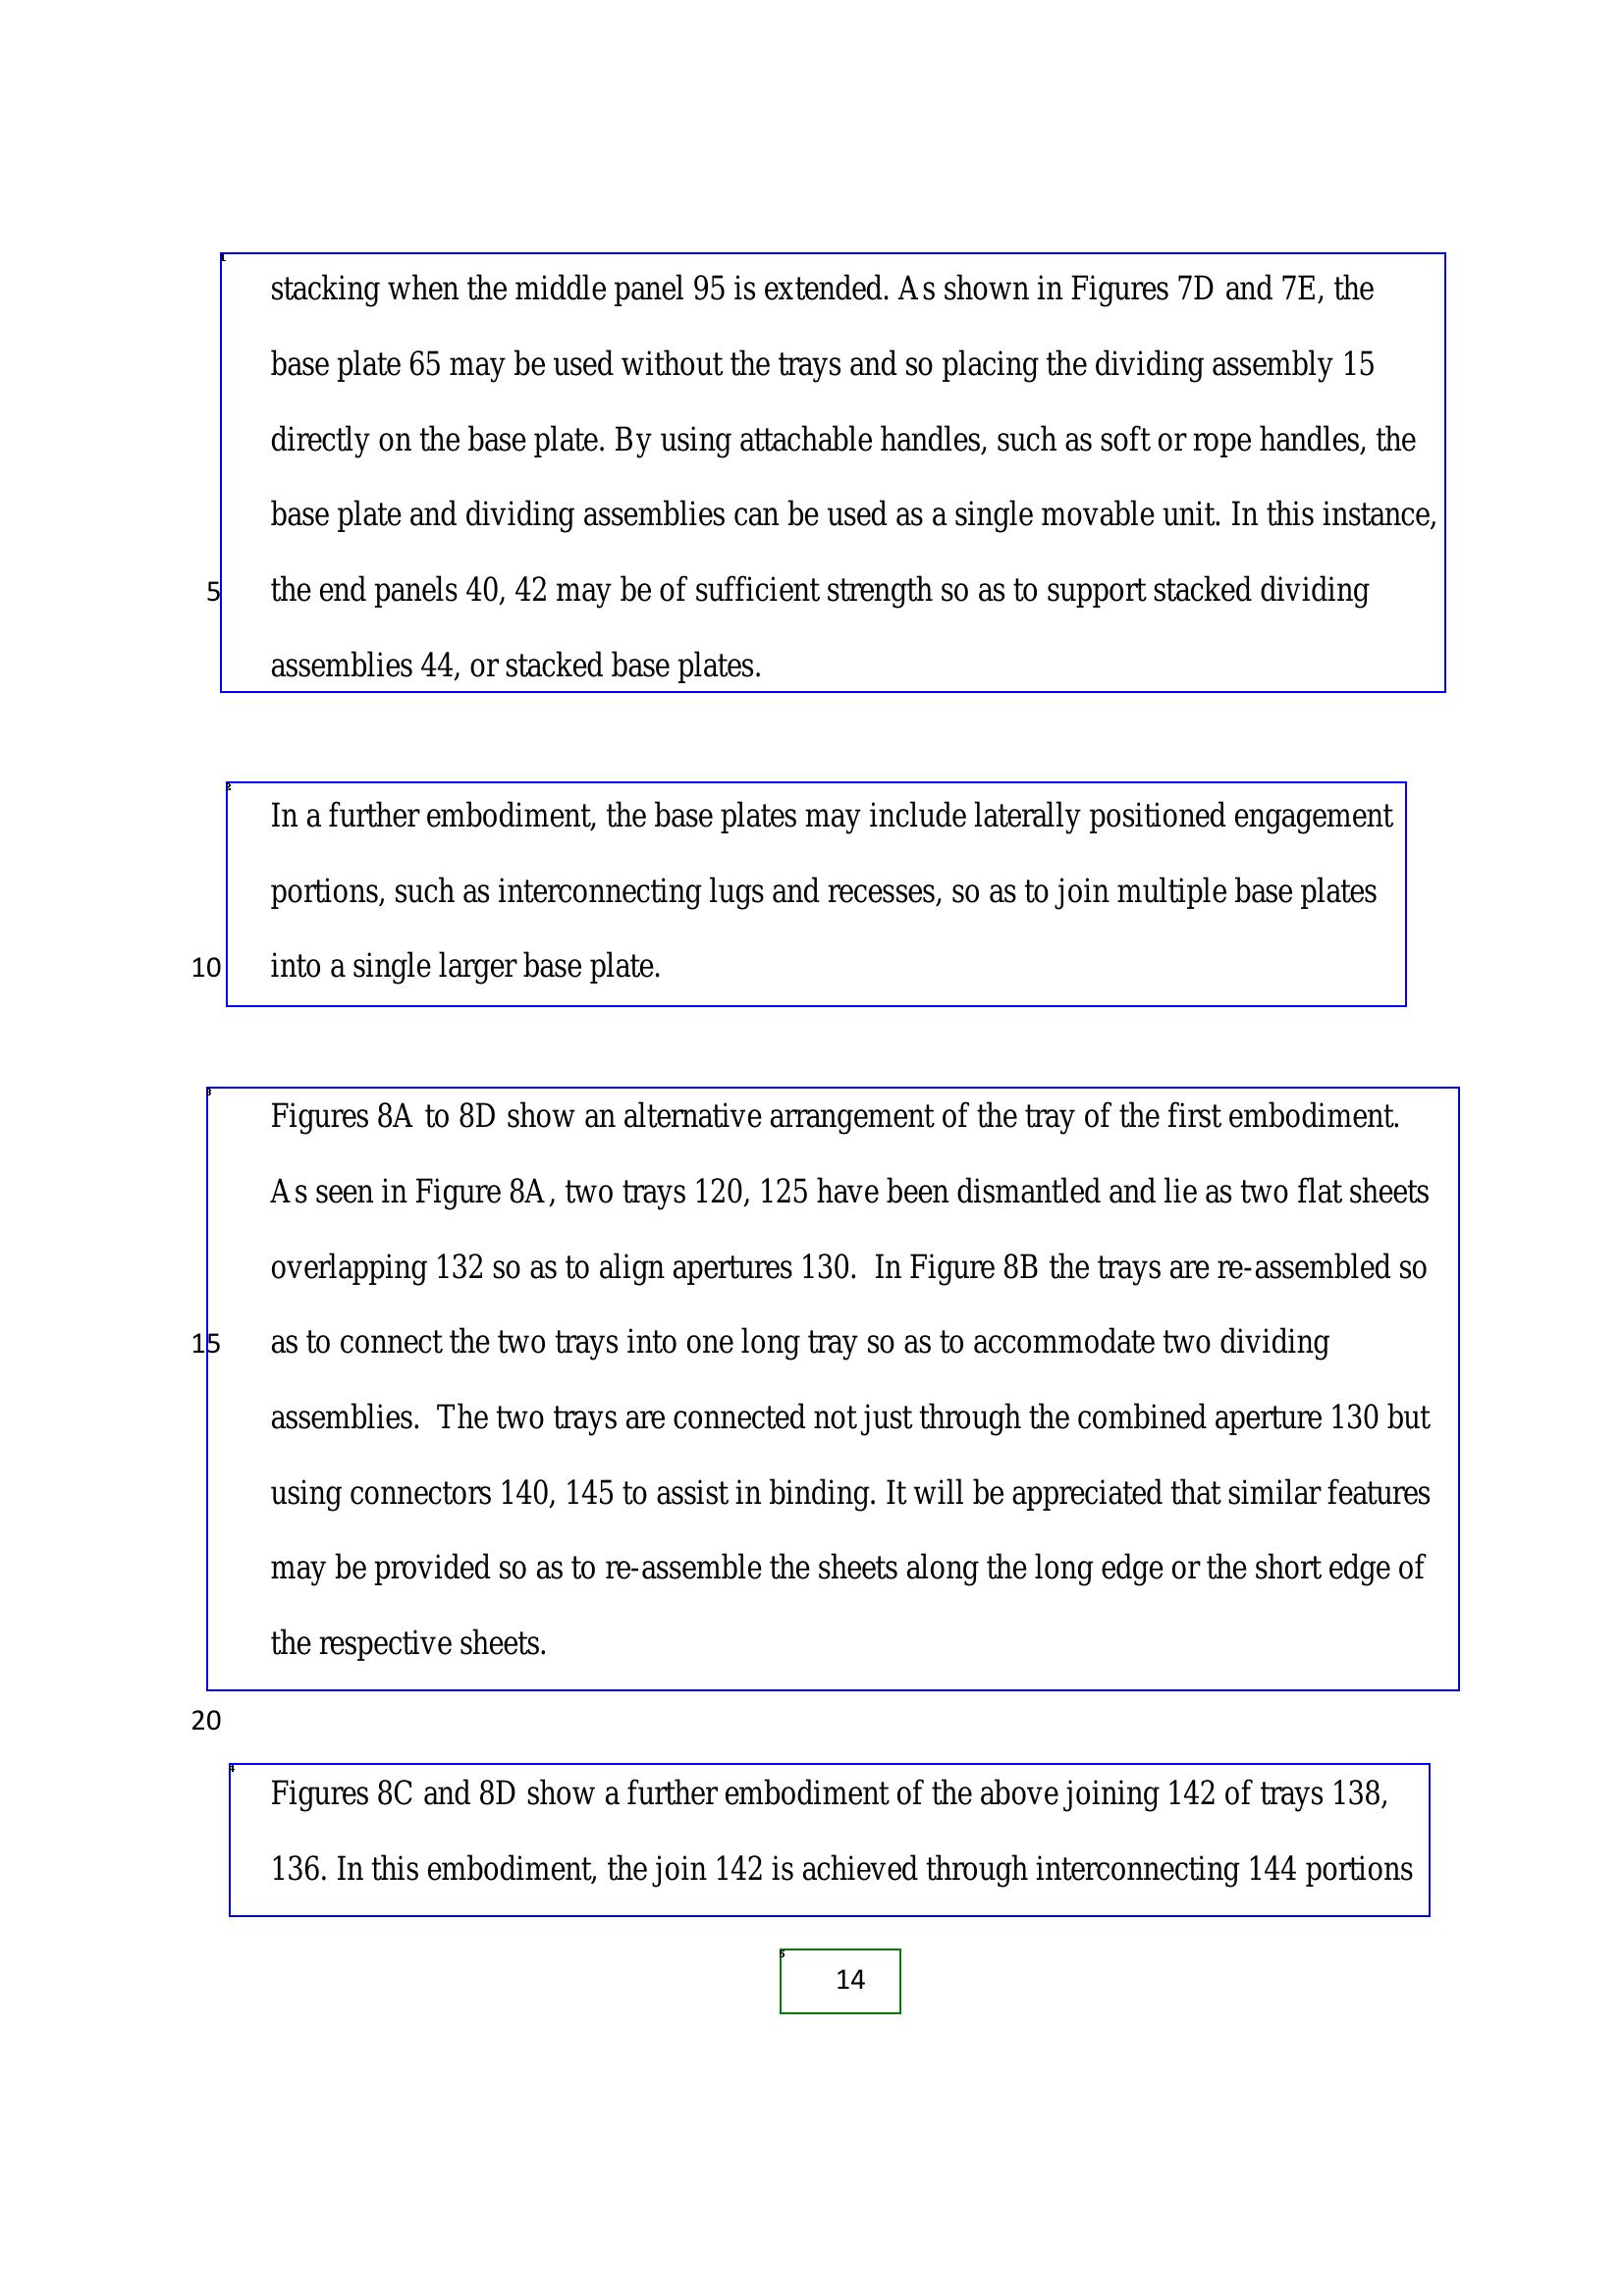 stacking when the middle panel 95 is extended. As shown in Figures 7D and 7E, the
base plate 65 may be used without the trays and so placing the dividing assembly 15
directly on the base plate. By using attachable handles, such as soft or rope handles, the
base plate and dividing assemblies can be used as a single movable unit. In this instance,
5 the end panels 40, 42 may be of sufficient strength so as to support stacked dividing
assemblies 44, or stacked base plates.
In a further embodiment, the base plates may include laterally positioned engagement
portions, such as interconnecting lugs and recesses, so as to join multiple base plates
10 into a single larger base plate.
Figures 8A to 8D show an alternative arrangement of the tray of the first embodiment.
As seen in Figure 8A, two trays 120, 125 have been dismantled and lie as two flat sheets
overlapping 132 so as to align apertures 130.  In Figure 8B the trays are re-assembled so
15 as to connect the two trays into one long tray so as to accommodate two dividing
assemblies.  The two trays are connected not just through the combined aperture 130 but
using connectors 140, 145 to assist in binding. It will be appreciated that similar features
may be provided so as to re-assemble the sheets along the long edge or the short edge of
the respective sheets.
20
Figures 8C and 8D show a further embodiment of the above joining 142 of trays 138,
136. In this embodiment, the join 142 is achieved through interconnecting 144 portions
14